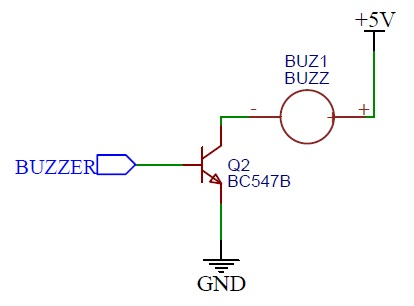 +5V
BUZ1
BUZZ
-
+
BUZZER
Q2
BC547B
GND